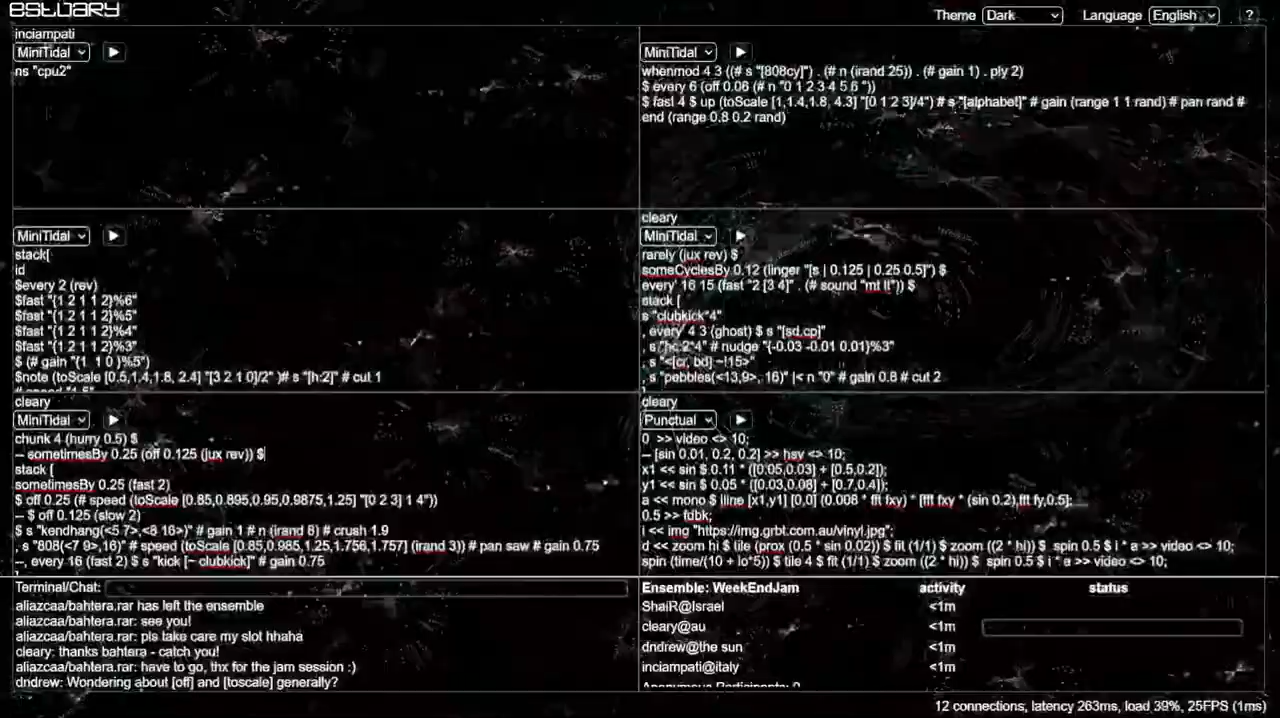 estuary
Theme Dark Language English ?
inciampati
MiniTidal
ns "cpu2"
MiniTidal
whenmod 4 3 ((# s "[808cy]") . (# n (irand 25)) . (# gain 1) . ply 2)
$ every 6 (off 0.06 (# n "0 1 2 3 4 5 6 "))
$ fast 4 $ up (toScale [1,1.4,1.8, 4.3] "[0 1 2 3]/4") # s "[alphabet]" # gain (range 1 1 rand) # pan rand #
end (range 0.8 0.2 rand)
MiniTidal
stack[
id
$every 2 (rev)
$fast "{1 2 1 1 2}%6"
$fast "{1 2 1 1 2}%5"
$fast "{1 2 1 1 2}%4"
$fast "{1 2 1 1 2}%3"
$ (# gain "{1 1 0 }%5")
$note (toScale [0.5,1.4,1.8, 2.4] "[3 2 1 0]/2" )# s "[h:2]" # cut 1
cleary
MiniTidal
rarely (jux rev) $
someCyclesBy 0.12 (linger "[s | 0.125 | 0.25 0.5]") $
every' 16 15 (fast "2 [3 4]" . (# sound "mt lt")) $
stack [
s "clubkick*4"
, every' 4 3 (ghost) $ s "[sd,cp]"
, s "hc:2*4" # nudge "{-0.03 -0.01 0.01}%3"
, s "<[cr, bd] ~!15>"
, s "pebbles(<13,9>, 16)" |< n "0" # gain 0.8 # cut 2
cleary
MiniTidal
chunk 4 (hurry 0.5) $
-- sometimesBy 0.25 (off 0.125 (jux rev)) $
stack [
sometimesBy 0.25 (fast 2)
$ off 0.25 (# speed (toScale [0.85,0.895,0.95,0.9875,1.25] "[0 2 3] 1 4"))
-- $ off 0.125 (slow 2)
$ s "kendhang(<5 7>,<8 16>)" # gain 1 # n (irand 8) # crush 1.9
, s "808(<7 9>,16)" # speed (toScale [0.85,0.985,1.25,1.756,1.757] (irand 3)) # pan saw # gain 0.75
--, every 16 (fast 2) $ s "kick [~ clubkick]" # gain 0.75
cleary
Punctual
0 >> video <> 10;
-- [sin 0.01, 0.2, 0.2] >> hsv <> 10;
x1 << sin $ 0.11 * ([0.05,0.03] + [0.5,0.2]);
y1 << sin $ 0.05 * ([0.03,0.08] + [0.7,0.4]);
a << mono $ iline [x1,y1] [0,0] (0.008 * fft fxy) * [ffft fxy * (sin 0.2),fft fy,0.5];
0.5 >> fdbk;
i << img "https://img.grbt.com.au/vinyl.jpg";
d << zoom hi $ tile (prox (0.5 * sin 0.02)) $ fit (1/1) $ zoom ((2 * hi)) $ spin 0.5 $ i * a >> video <> 10;
spin (time/(10 + lo*5)) $ tile 4 $ fit (1/1) $ zoom ((2 * hi)) $ spin 0.5 $ i * a >> video <> 10;
Terminal/Chat:
aliazcaa/bahtera.rar has left the ensemble
aliazcaa/bahtera.rar: see you!
aliazcaa/bahtera.rar: pls take care my slot hhaha
cleary: thanks bahtera - catch you!
aliazcaa/bahtera.rar: have to go, thx for the jam session :)
dndrew: Wondering about [off] and [toscale] generally?
Ensemble: WeekEndJam activity status
ShaiR@Israel <1m
cleary@au <1m
dndrew@the sun <1m
inciampati@italy <1m
Anonymous Participants: 0
12 connections, latency 263ms, load 39%, 25FPS (1ms)